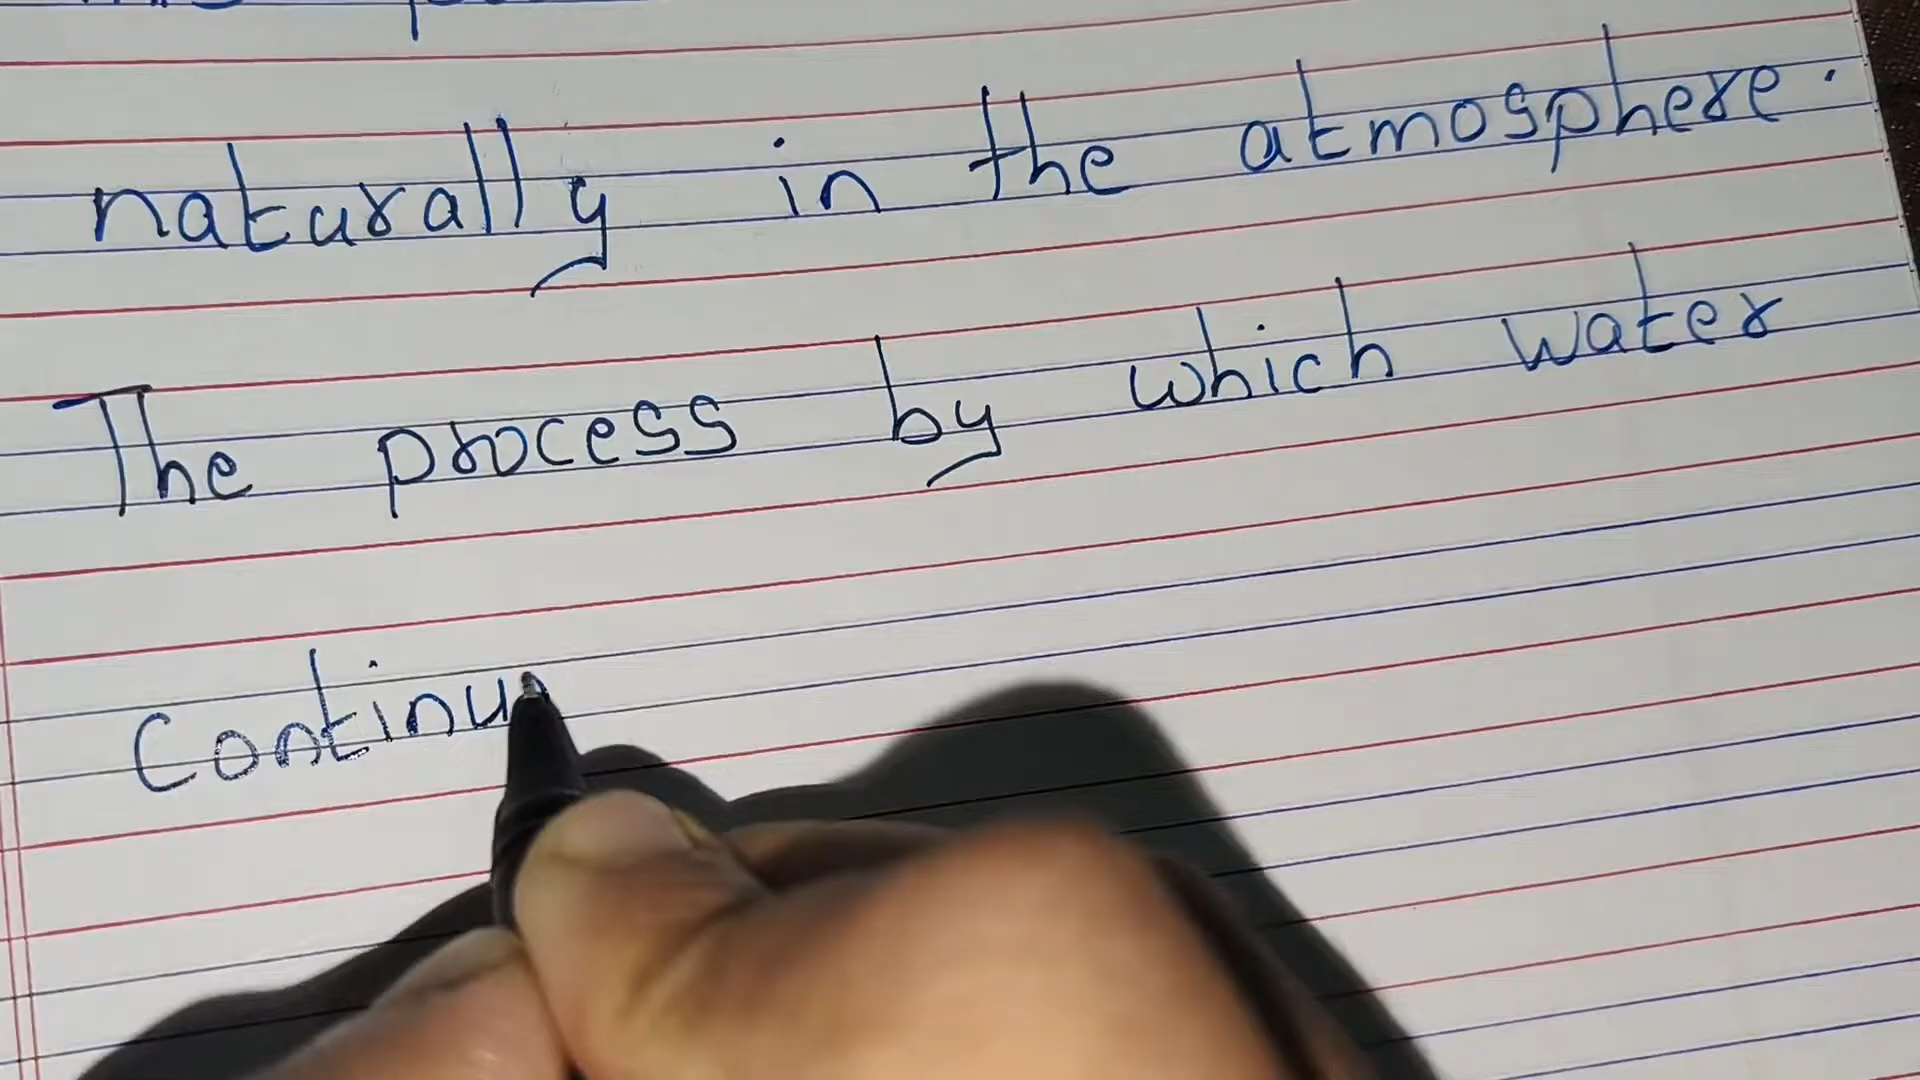 naturally in the atmosphere.
The process by which water
Continu